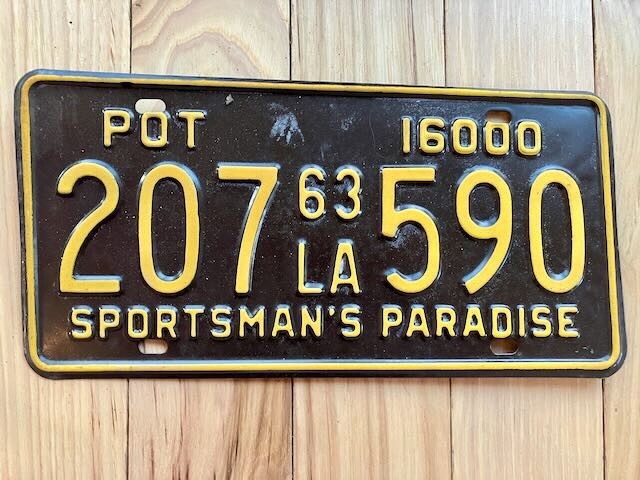 POT 16000
207 63 LA 590
SPORTSMAN'S PARADISE